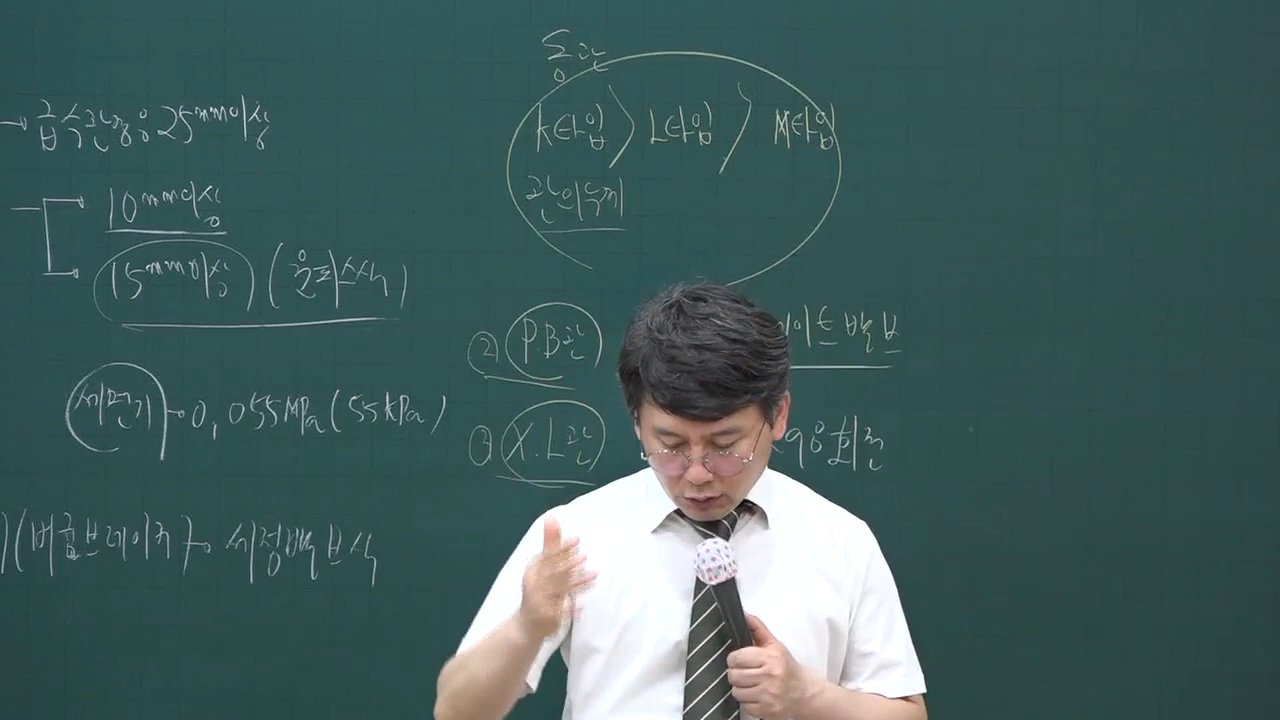 → 급수관경은 25mm이상
10mm이상
15mm이상 (온피스식)
세면기 → 0,055MPa (55kPa)
(버큠브레이커) → 세정밸브식
동관
K타입 > L타입 > M타입
관의두께
② P.B관
이트밸브
③ X.L관
90°회전